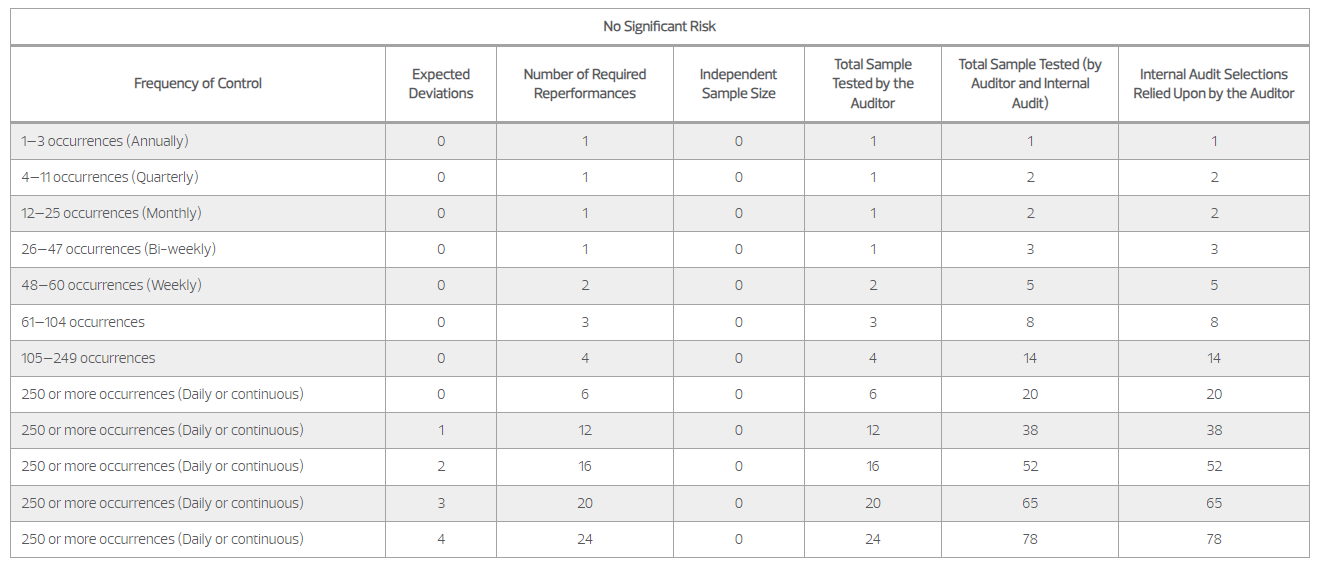 No Significant Risk
Frequency of Control
Expected
Deviations
Number of Required
Reperformances
Independent
Sample Size
Total Sample
Tested by the
Auditor
Total Sample Tested (by
Auditor and Internal
Audit)
Internal Audit Selections
Relied Upon by the Auditor
1–3 occurrences (Annually) 0 1 0 1 1 1
4–11 occurrences (Quarterly) 0 1 0 1 2 2
12–25 occurrences (Monthly) 0 1 0 1 2 2
26–47 occurrences (Bi-weekly) 0 1 0 1 3 3
48–60 occurrences (Weekly) 0 2 0 2 5 5
61–104 occurrences 0 3 0 3 8 8
105–249 occurrences 0 4 0 4 14 14
250 or more occurrences (Daily or continuous) 0 6 0 6 20 20
250 or more occurrences (Daily or continuous) 1 12 0 12 38 38
250 or more occurrences (Daily or continuous) 2 16 0 16 52 52
250 or more occurrences (Daily or continuous) 3 20 0 20 65 65
250 or more occurrences (Daily or continuous) 4 24 0 24 78 78